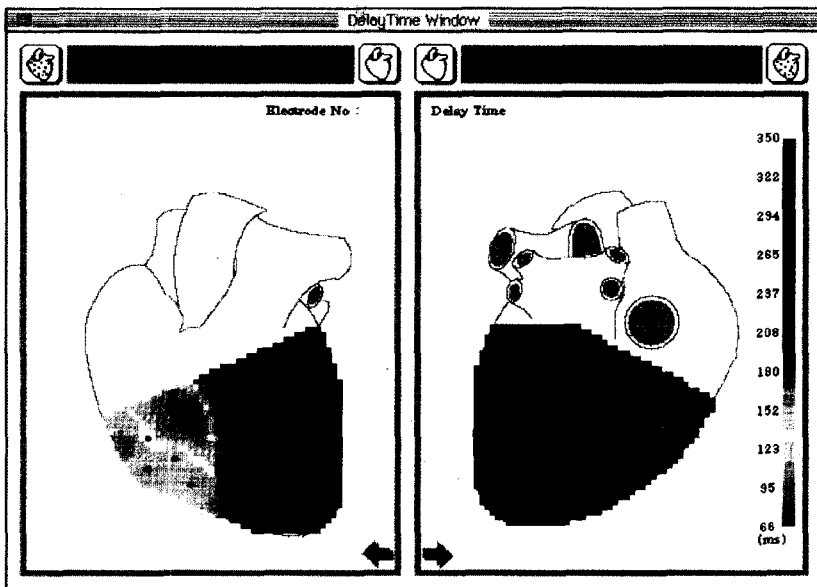 DelayTime Window
Electrode No :
Delay Time
350
322
294
265
237
208
180
152
123
95
66
(ms)